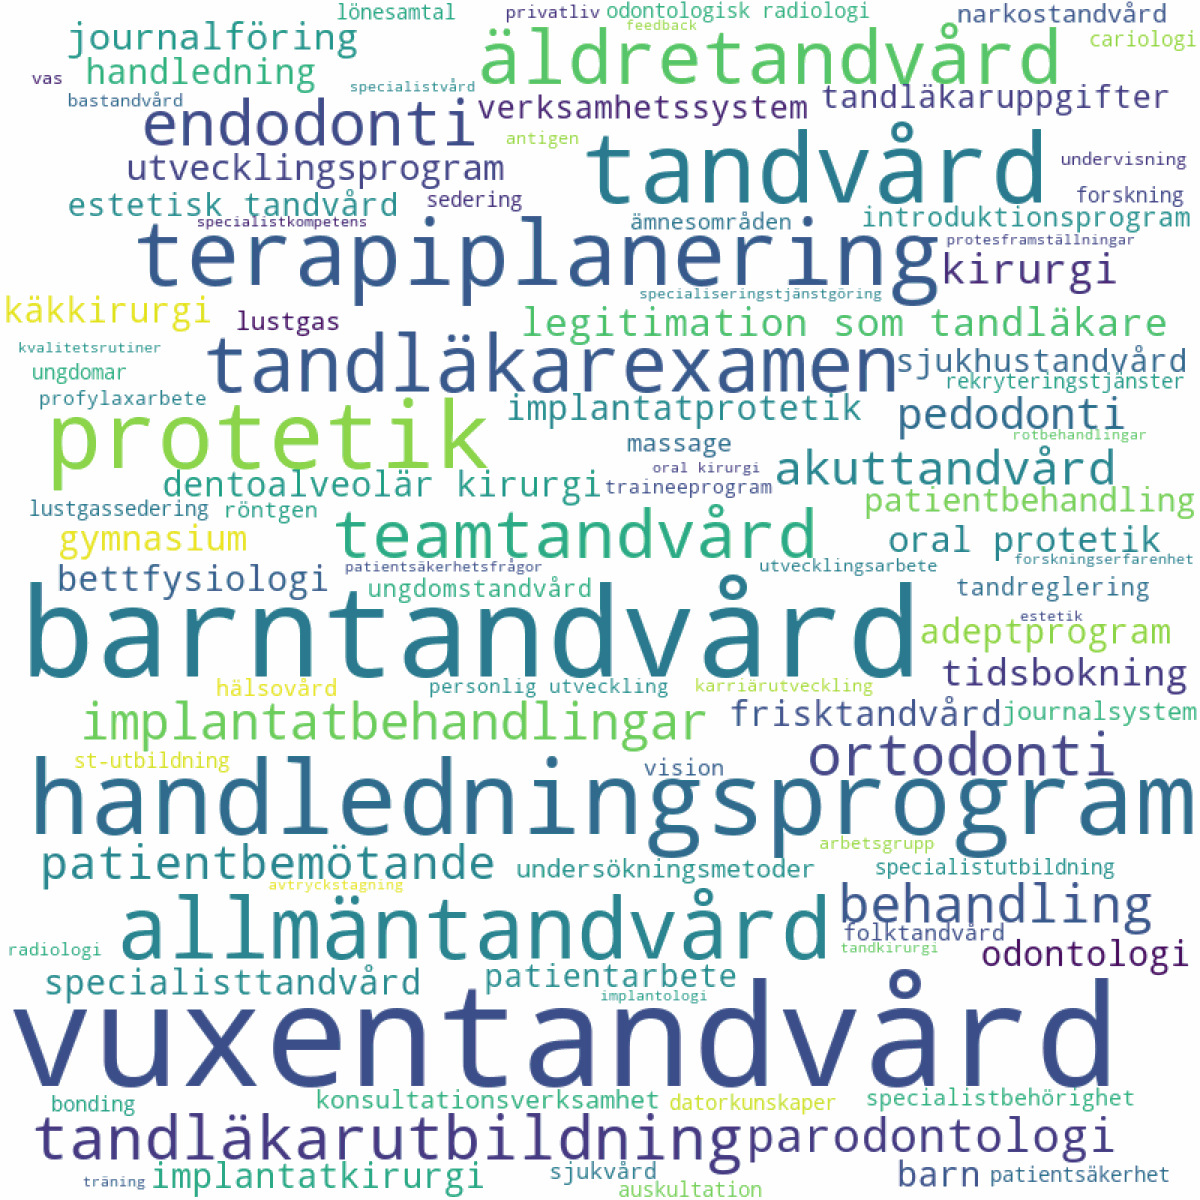 lönesamtal
privatliv
odontologisk radiologi
narkostandvård
feedback
journalföring
äldretandvård
cariologi
vas
handledning
specialistvård
bastandvård
endodonti
verksamhetssystem
tandläkaruppgifter
antigen
tandvård
undervisning
utvecklingsprogram
estetisk tandvård
sedering
forskning
specialistkompetens
ämnesområden
introduktionsprogram
terapiplanering
protesframställningar
kirurgi
specialiseringstjänstgöring
käkkirurgi
lustgas
legitimation som tandläkare
kvalitetsrutiner
tandläkarexamen
sjukhustandvård
ungdomar
rekryteringstjänster
profylaxarbete
protetik
implantatprotetik
pedodonti
massage
rotbehandlingar
oral kirurgi
akuttandvård
dentoalveolär kirurgi
traineeprogram
patientbehandling
lustgassedering
röntgen
teamtandvård
gymnasium
oral protetik
forskningserfarenhet
bettfysiologi
patientsäkerhetsfrågor
utvecklingsarbete
ungdomstandvård
tandreglering
barntandvård
estetik
adeptprogram
tidsbokning
hälsovård
personlig utveckling
karriärutveckling
implantatbehandlingar
frisktandvård
journalsystem
st-utbildning
vision
ortodonti
handledningsprogram
arbetsgrupp
patientbemötande
undersökningsmetoder
specialistutbildning
avtryckstagning
allmäntandvård
behandling
folktandvård
tandkirurgi
radiologi
odontologi
specialisttandvård
patientarbete
implantologi
vuxentandvård
bonding
konsultationsverksamhet
datorkunskaper
specialistbehörighet
tandläkarutbildning
parodontologi
träning
implantatkirurgi
sjukvård
auskultation
barn
patientsäkerhet